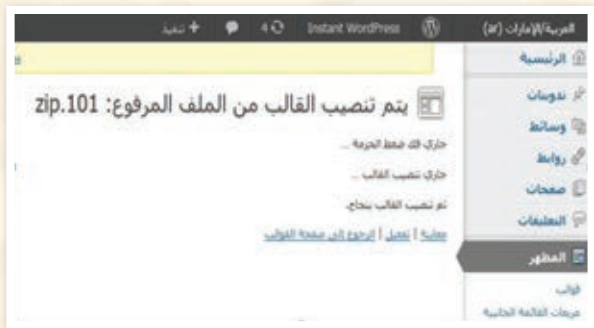 العربية/الإمارات (ar)
Instant WordPress
4
الرئيسية
تدوينات
وسائط
روابط
صفحات
التعليقات
المظهر
قوالب
مربعات القائمة الجانبية
يتم تنصيب القالب من الملف المرفوع: 101.zip
جاري فك ضغط الحزمة ...
جاري تنصيب القالب ...
تم تنصيب القالب بنجاح.
معاينة | تفعيل | الرجوع إلى صفحة القوالب